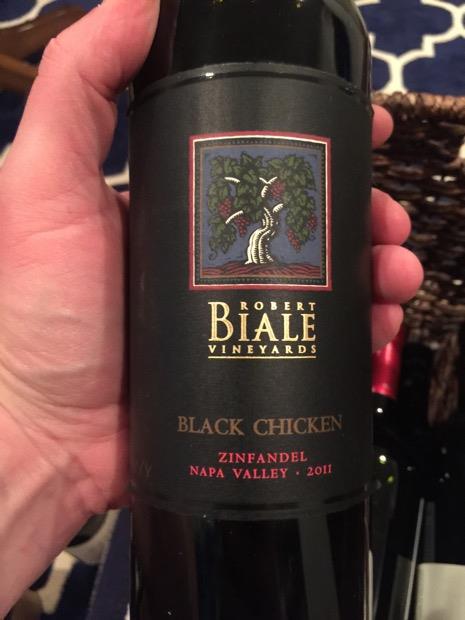 ROBERT
BIALE
VINEYARDS
BLACK CHICKEN
ZINFANDEL
NAPA VALLEY · 2011